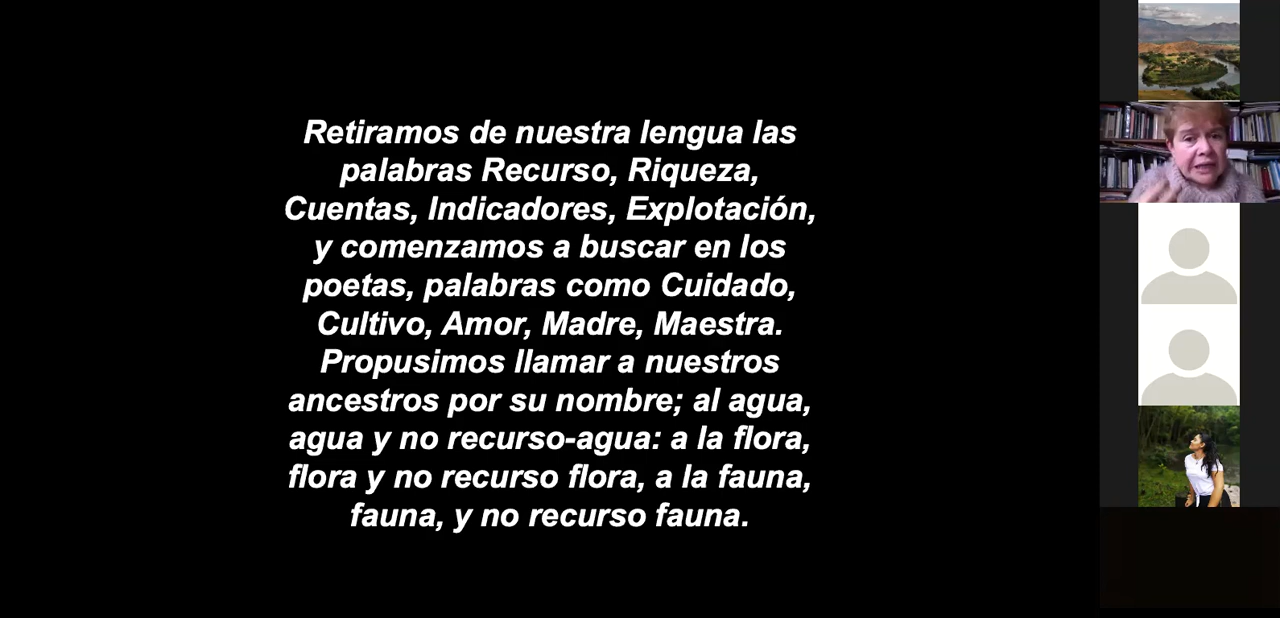 Retiramos de nuestra lengua las
palabras Recurso, Riqueza,
Cuentas, Indicadores, Explotación,
y comenzamos a buscar en los
poetas, palabras como Cuidado,
Cultivo, Amor, Madre, Maestra.
Propusimos llamar a nuestros
ancestros por su nombre; al agua,
agua y no recurso-agua: a la flora,
flora y no recurso flora, a la fauna,
fauna, y no recurso fauna.